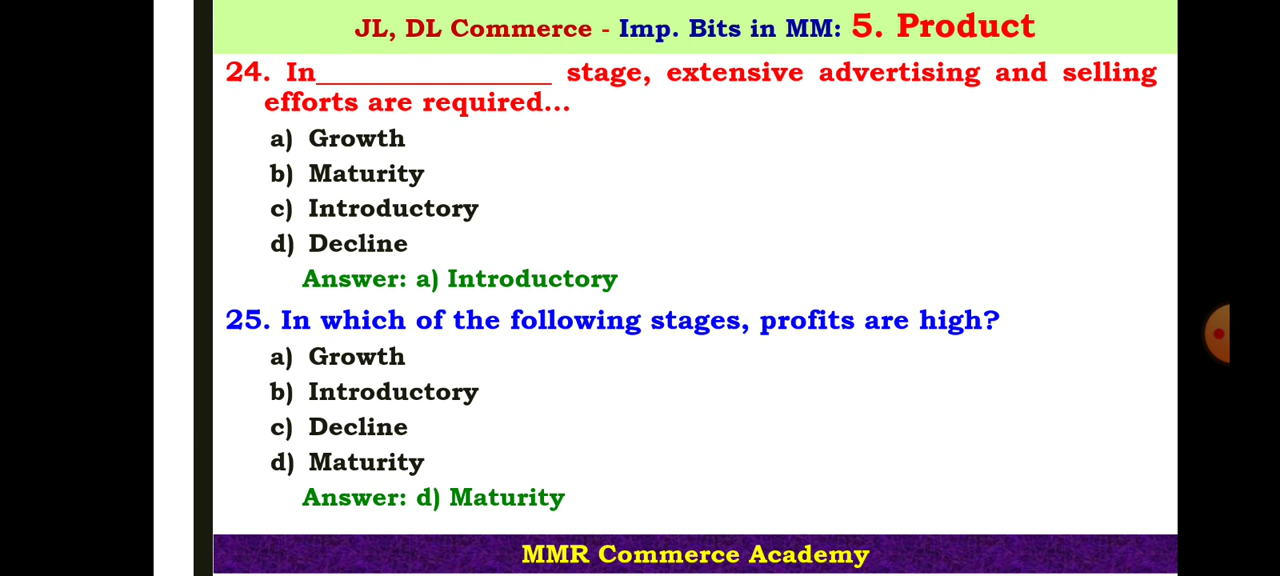 JL, DL Commerce - Imp. Bits in MM: 5. Product
24. In________________ stage, extensive advertising and selling
efforts are required...
a) Growth
b) Maturity
c) Introductory
d) Decline
Answer: a) Introductory
25. In which of the following stages, profits are high?
a) Growth
b) Introductory
c) Decline
d) Maturity
Answer: d) Maturity
MMR Commerce Academy